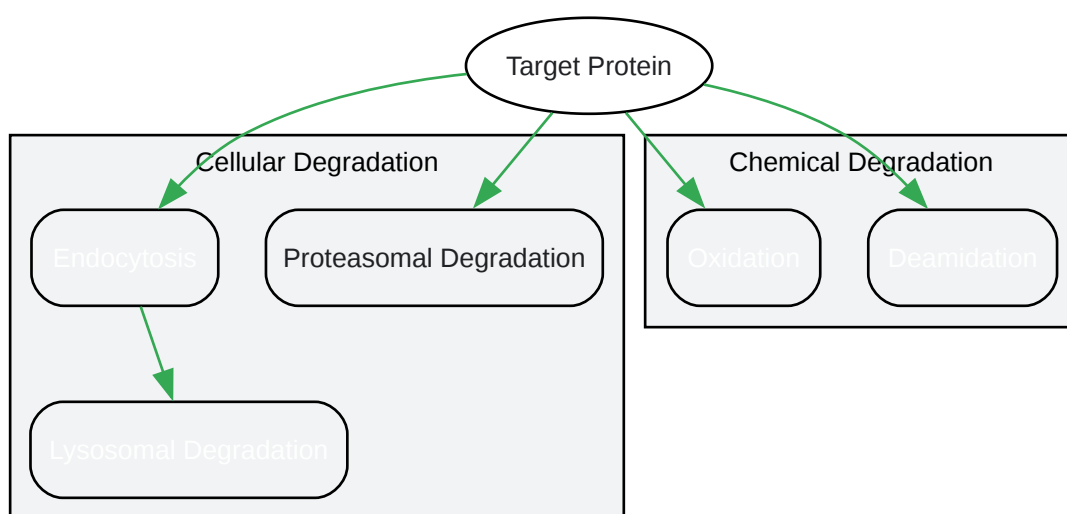 Target Protein
Cellular Degradation
Chemical Degradation
Endocytosis
Proteasomal Degradation
Oxidation
Deamidation
Lysosomal Degradation